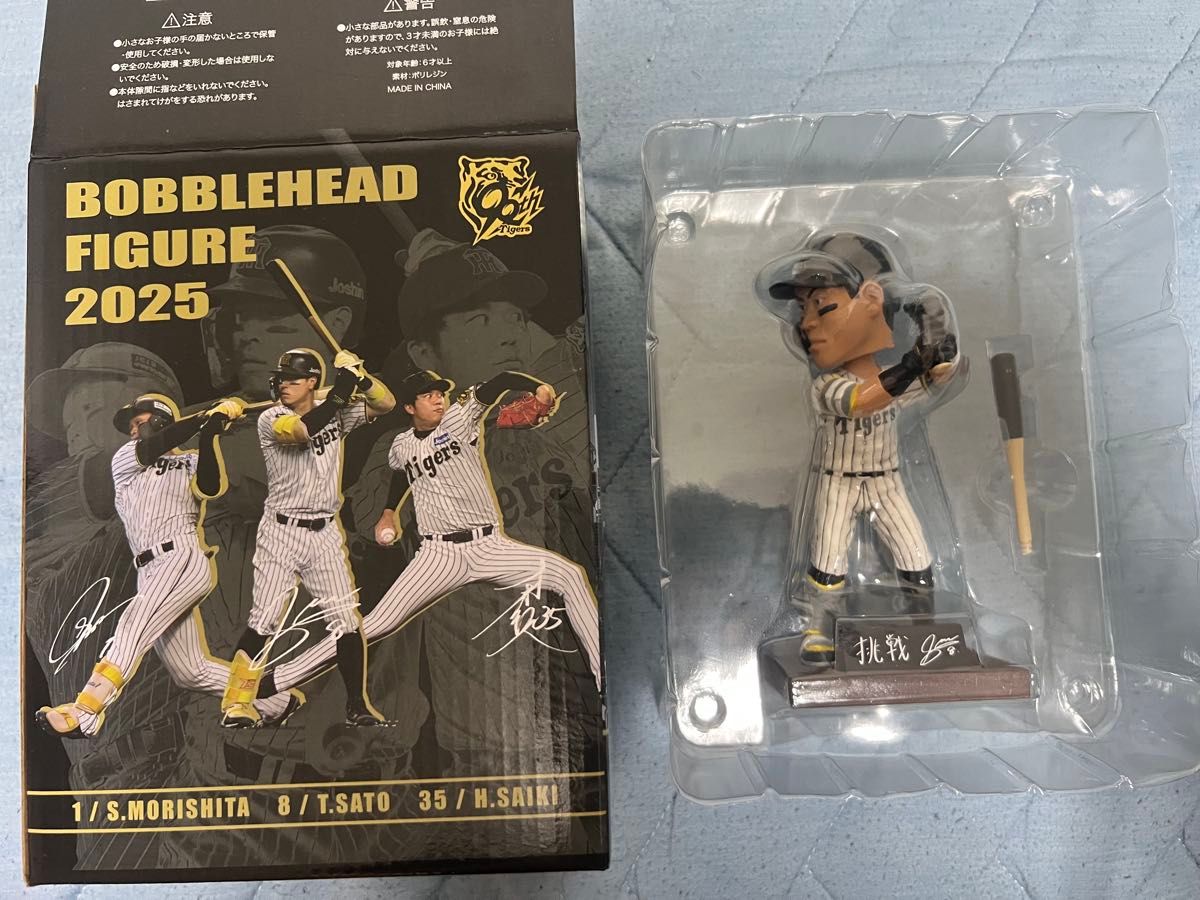 ⚠注意
●小さなお子様の手の届かないところで保管
・使用してください。
●安全のため破損・変形した場合は使用しな
いでください。
●本体隙間に指などをいれないでください。
はさまれてけがをする恐れがあります。
⚠警告
●小さな部品があります。誤飲・窒息の危険
がありますので、3才未満のお子様には絶
対に与えないでください。
対象年齢:6才以上
素材:ポリレジン
MADE IN CHINA
BOBBLEHEAD
FIGURE
2025
90th
Tigers
Joshin
Tigers
35
1 / S.MORISHITA 8 / T.SATO 35 / H.SAIKI
Tigers
挑戦
8